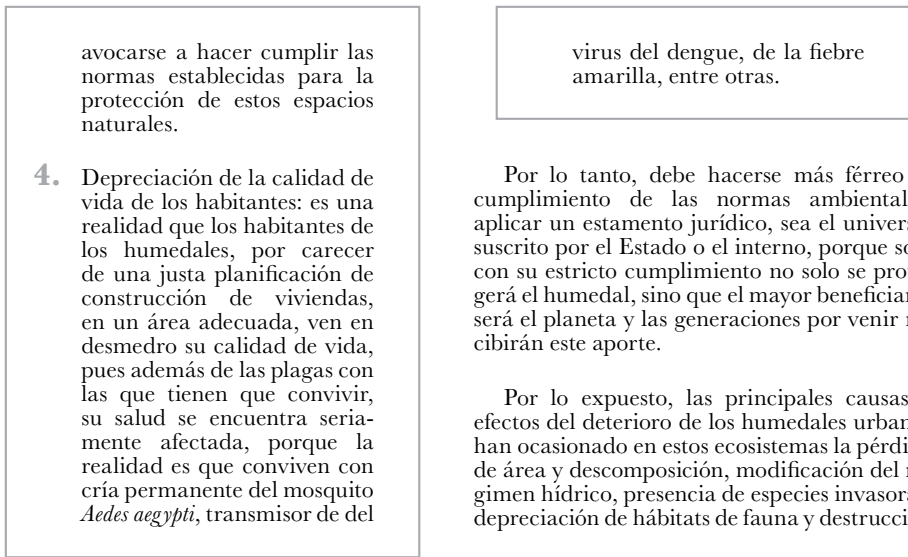 avocarse a hacer cumplir las
normas establecidas para la
protección de estos espacios
naturales.
4. Depreciación de la calidad de
vida de los habitantes: es una
realidad que los habitantes de
los humedales, por carecer
de una justa planificación de
construcción de viviendas,
en un área adecuada, ven en
desmedro su calidad de vida,
pues además de las plagas con
las que tienen que convivir,
su salud se encuentra seria-
mente afectada, porque la
realidad es que conviven con
cría permanente del mosquito
Aedes aegypti, transmisor de del
virus del dengue, de la fiebre
amarilla, entre otras.
Por lo tanto, debe hacerse más férreo
cumplimiento de las normas ambiental
aplicar un estamento jurídico, sea el univers
suscrito por el Estado o el interno, porque so
con su estricto cumplimiento no solo se pro
gerá el humedal, sino que el mayor beneficiar
será el planeta y las generaciones por venir r
cibirán este aporte.
Por lo expuesto, las principales causas
efectos del deterioro de los humedales urban
han ocasionado en estos ecosistemas la pérdi
de área y descomposición, modificación del r
gimen hídrico, presencia de especies invasora
depreciación de hábitats de fauna y destrucci